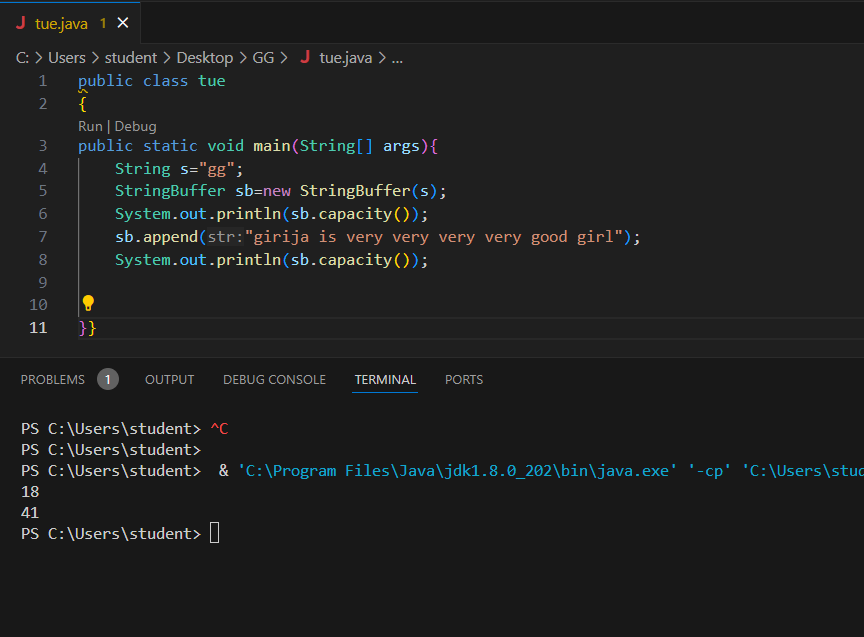 J tue.java 1 ×
C: > Users > student > Desktop > GG > J tue.java > ...
1 public class tue
2 {
Run | Debug
3 public static void main(String[] args){
4 String s="gg";
5 StringBuffer sb=new StringBuffer(s);
6 System.out.println(sb.capacity());
7 sb.append(str:"girija is very very very very good girl");
8 System.out.println(sb.capacity());
9
10
11 }}
PROBLEMS 1 OUTPUT DEBUG CONSOLE TERMINAL PORTS
PS C:\Users\student> ^C
PS C:\Users\student>
PS C:\Users\student> & 'C:\Program Files\Java\jdk1.8.0_202\bin\java.exe' '-cp' 'C:\Users\stud
18
41
PS C:\Users\student>